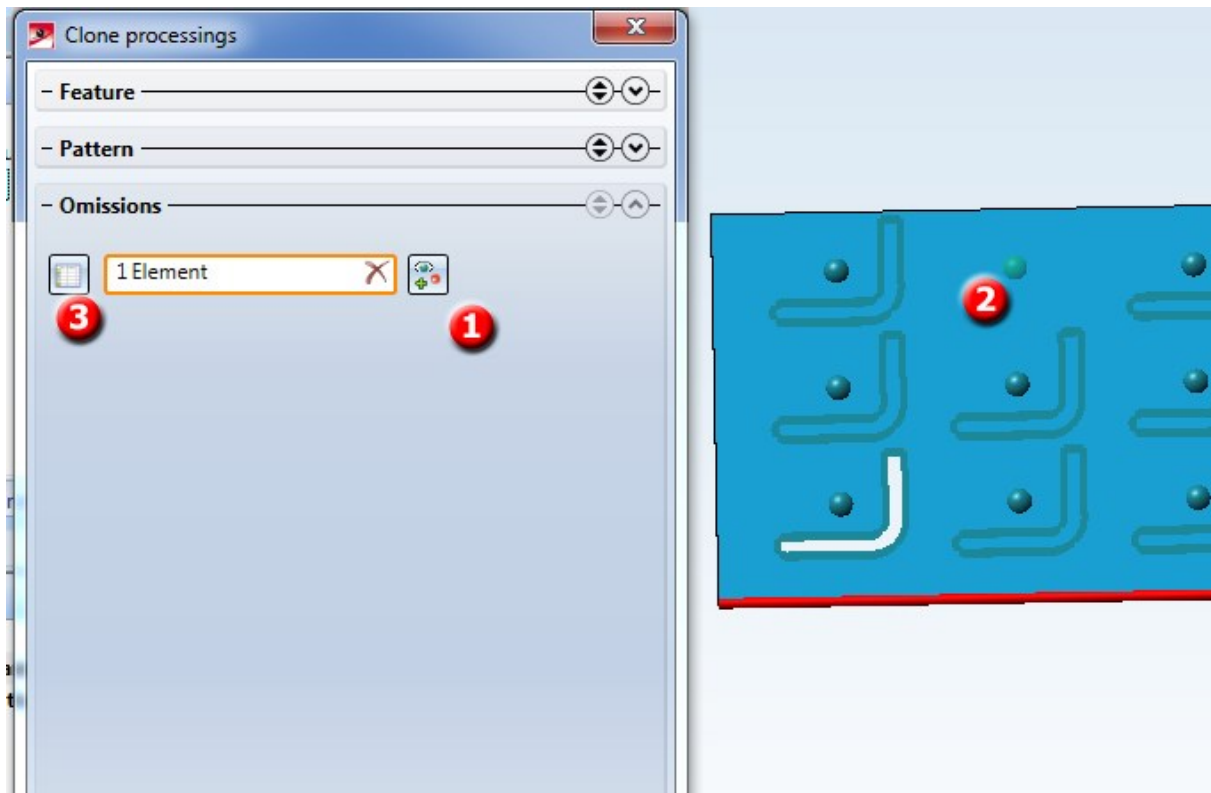 Clone processings
Feature
Pattern
Omissions
1 Element
3
1
2